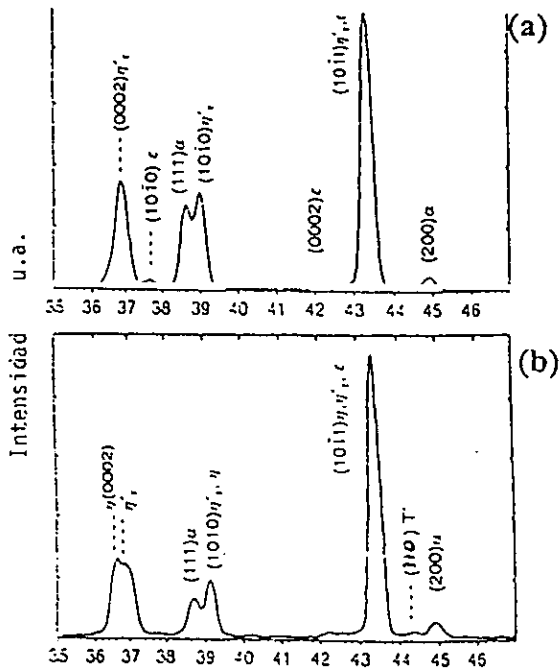 (a)
(0002)η'ₛ
(10ī0) ε
(111)α
(10ī0)η'ₛ
(0002)ε
(10ī1)η'ₛ,ε
(200)α
u.a.
35 36 37 38 39 40 41 42 43 44 45 46
(b)
Intensidad
η(0002)
η'ₛ
(111)α
(1010)η'ₛ, η
(10ī1)η,η'ₛ, ε
(110) T'
(200)α
35 36 37 38 39 40 41 42 43 44 45 46